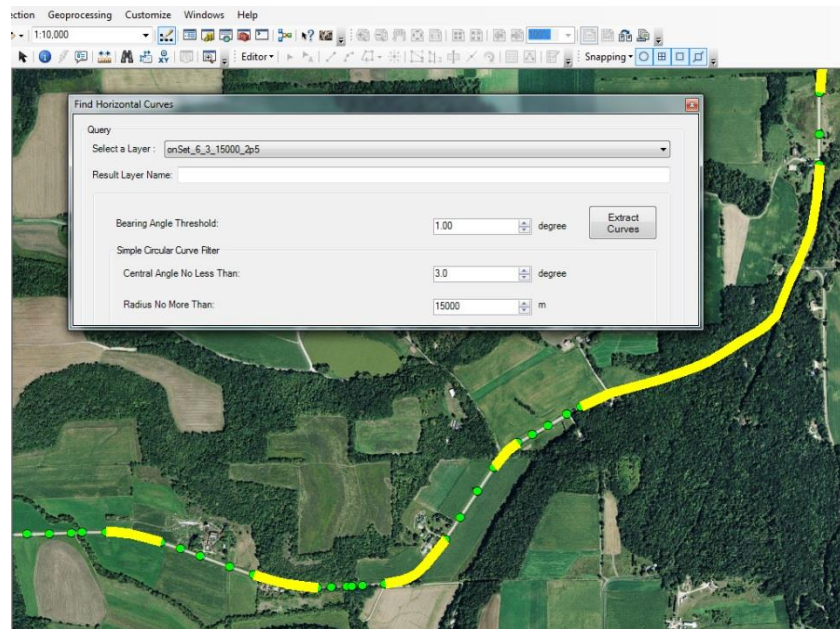 ection Geoprocessing Customize Windows Help
1:10,000 100%
Editor Snapping
Find Horizontal Curves
Query
Select a Layer : onSet_6_3_15000_2p5
Result Layer Name:
Bearing Angle Threshold: 1.00 degree Extract Curves
Simple Circular Curve Filter
Central Angle No Less Than: 3.0 degree
Radius No More Than: 15000 m